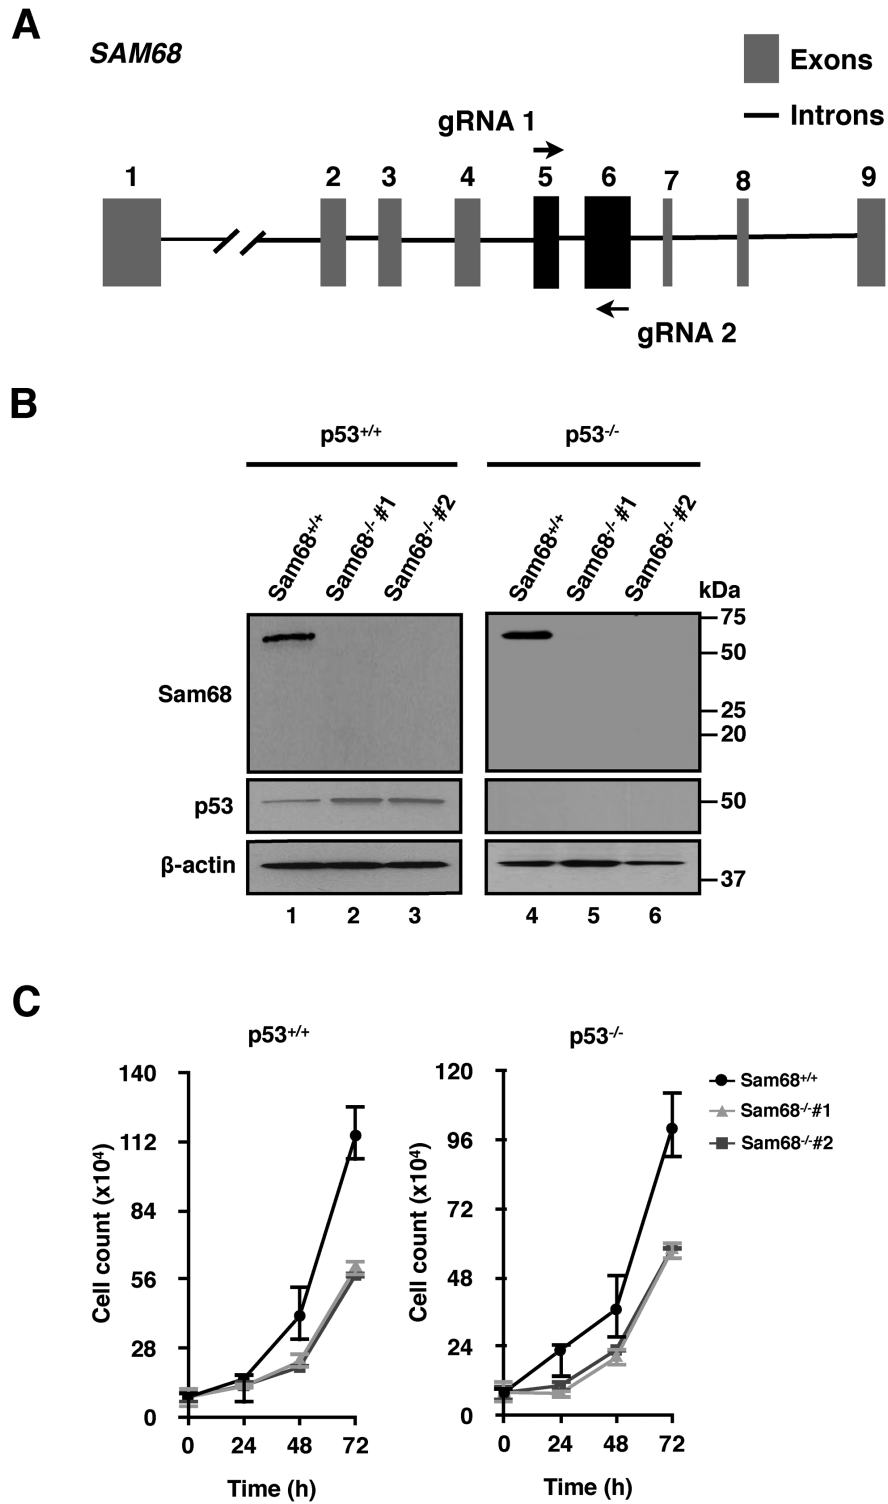 A
SAM68
Exons
Introns
gRNA 1
1 2 3 4 5 6 7 8 9
gRNA 2
B
p53+/+ p53-/-
Sam68+/+ Sam68-/-#1 Sam68-/-#2 Sam68+/+ Sam68-/-#1 Sam68-/-#2
kDa
75
50
Sam68
25
20
p53 50
β-actin
37
1 2 3 4 5 6
C
p53+/+
140
112
84
56
28
0
Cell count (x10⁴)
0 24 48 72
Time (h)
p53-/-
120
96
72
48
24
0
Cell count (x10⁴)
0 24 48 72
Time (h)
Sam68+/+
Sam68-/-#1
Sam68-/-#2